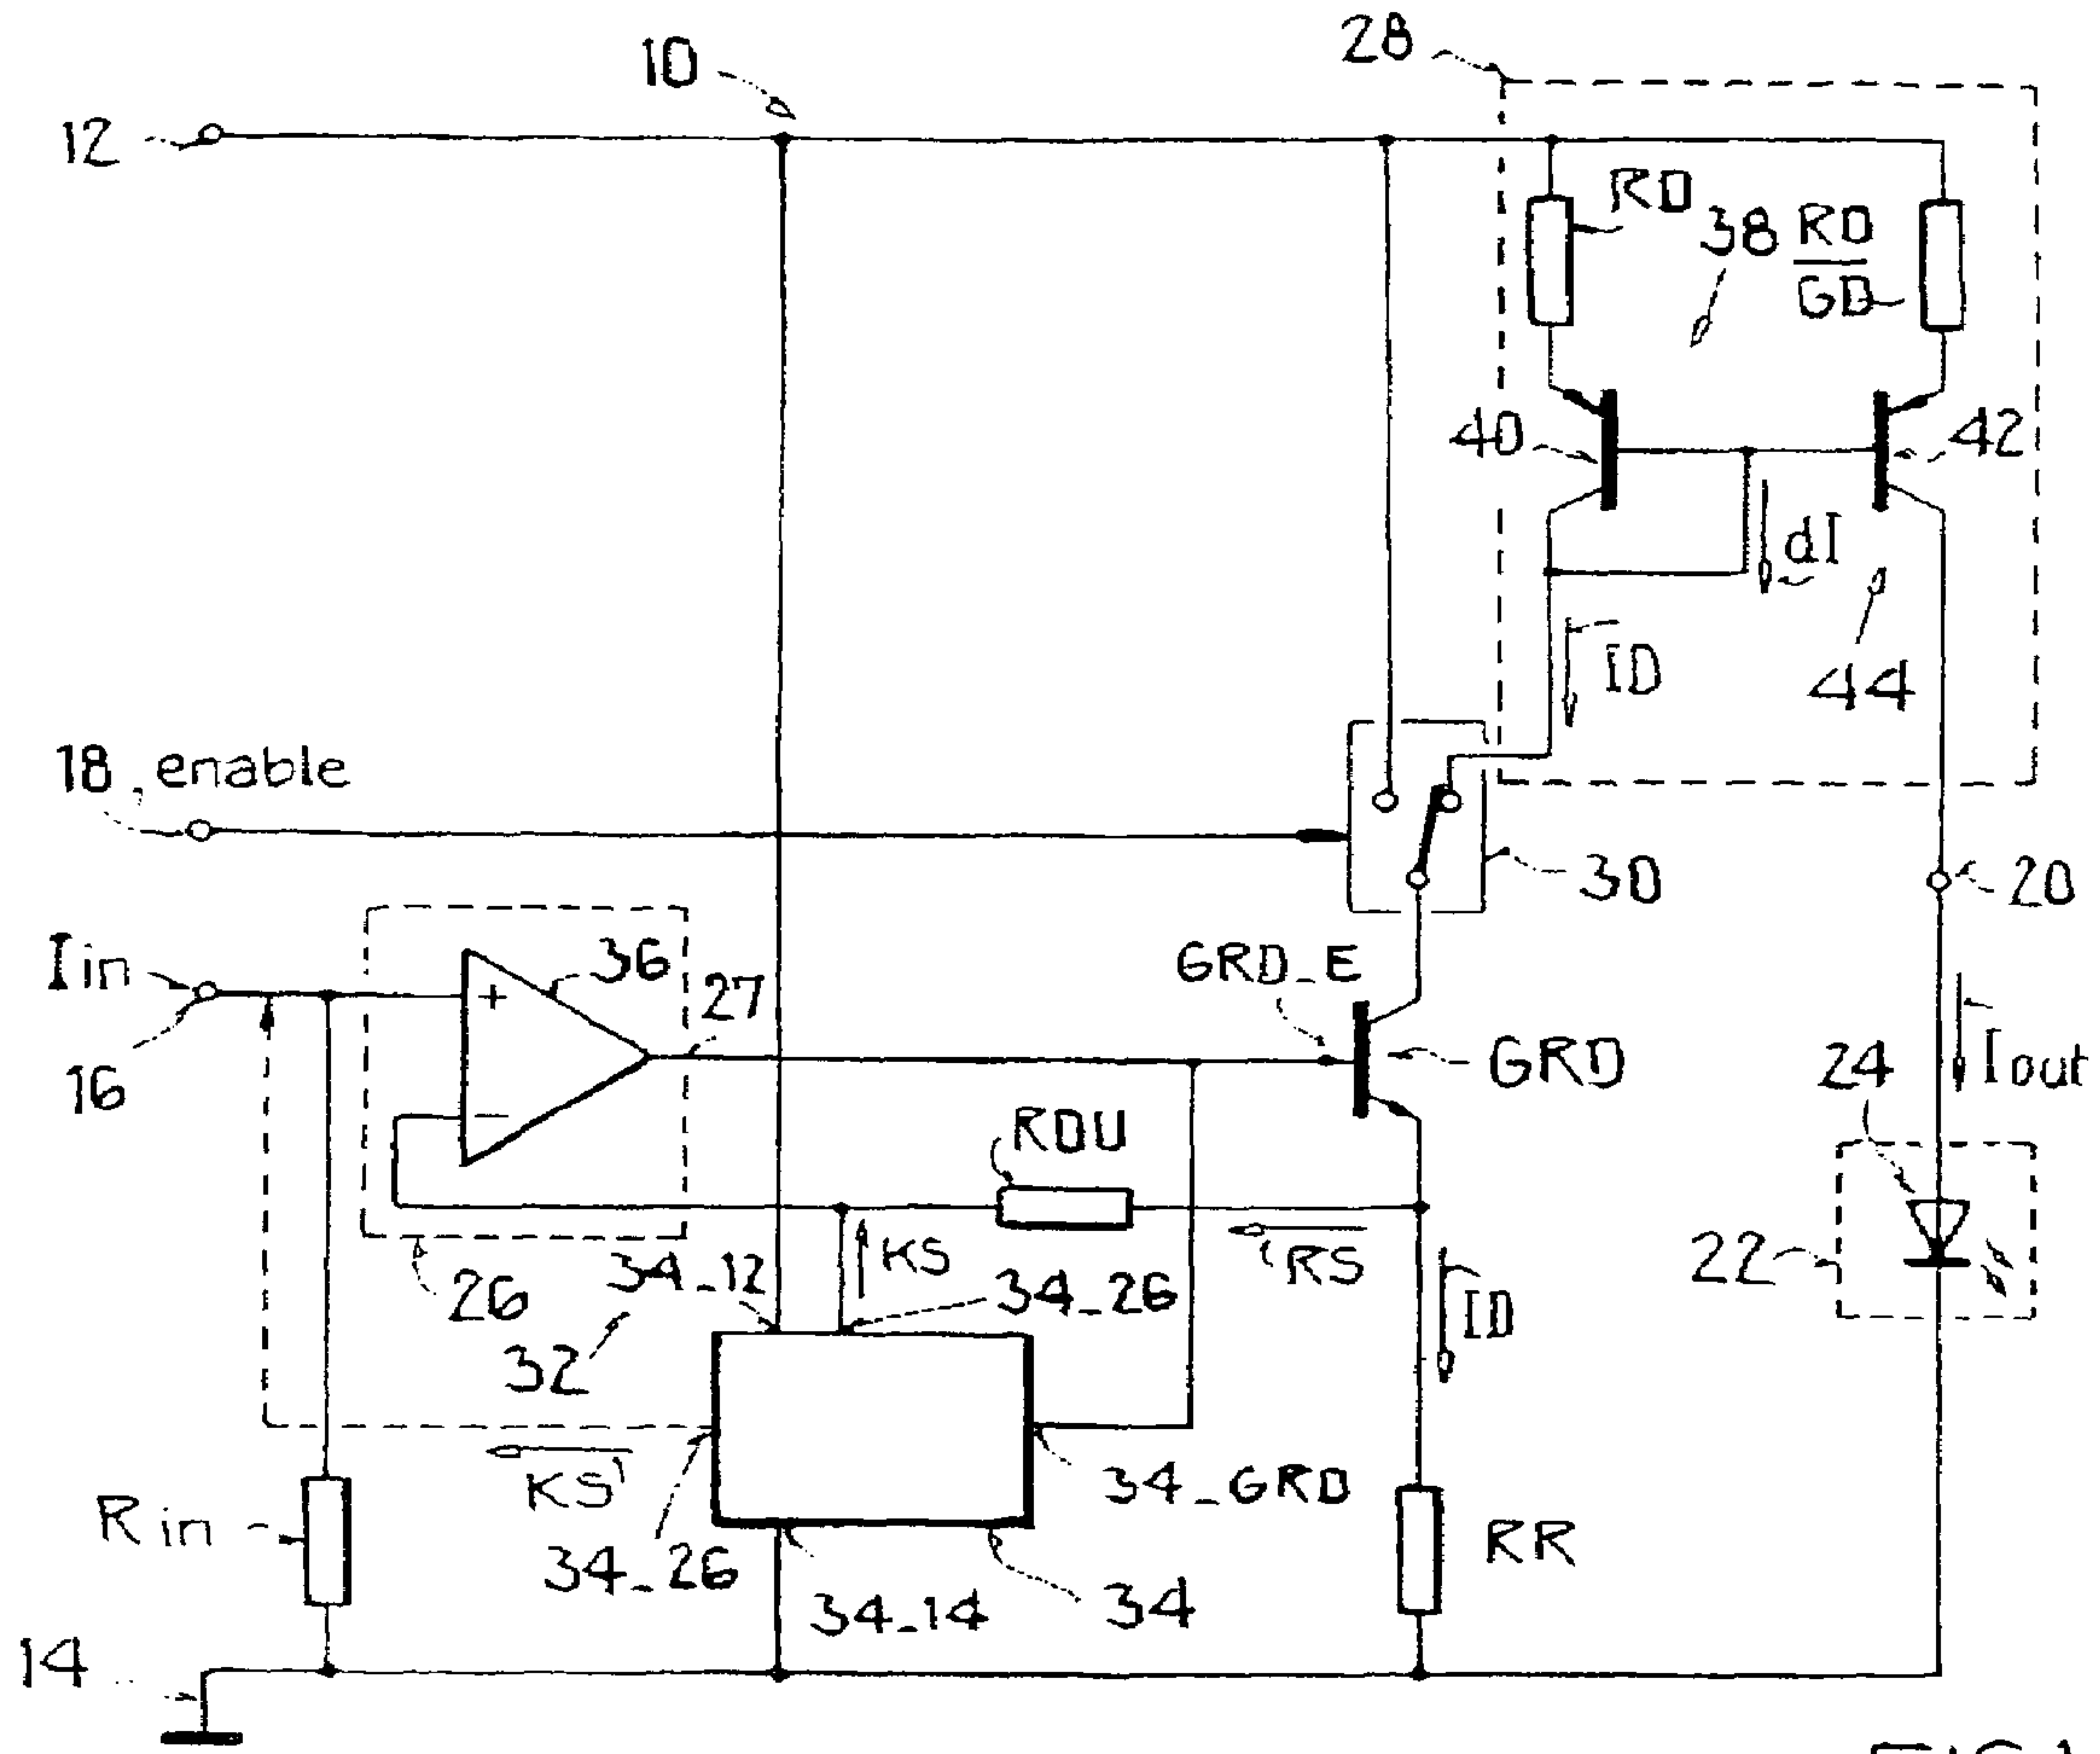 28
10
12
RD
38
RD
GD
40
42
dI
ID
44
18, enable
30
20
Iin
36
27
GRD_E
16
GRD
24
Iout
RDU
KS
RS
34_12
34_26
26
22
ID
32
KS'
34_GRD
Rin
RR
34_26
34_14
34
14